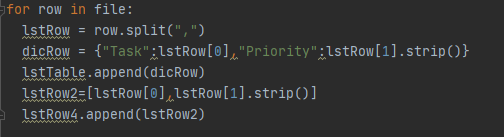 for row in file:
    lstRow = row.split(",")
    dicRow = {"Task":lstRow[0],"Priority":lstRow[1].strip()}
    lstTable.append(dicRow)
    lstRow2=[lstRow[0],lstRow[1].strip()]
    lstRow4.append(lstRow2)